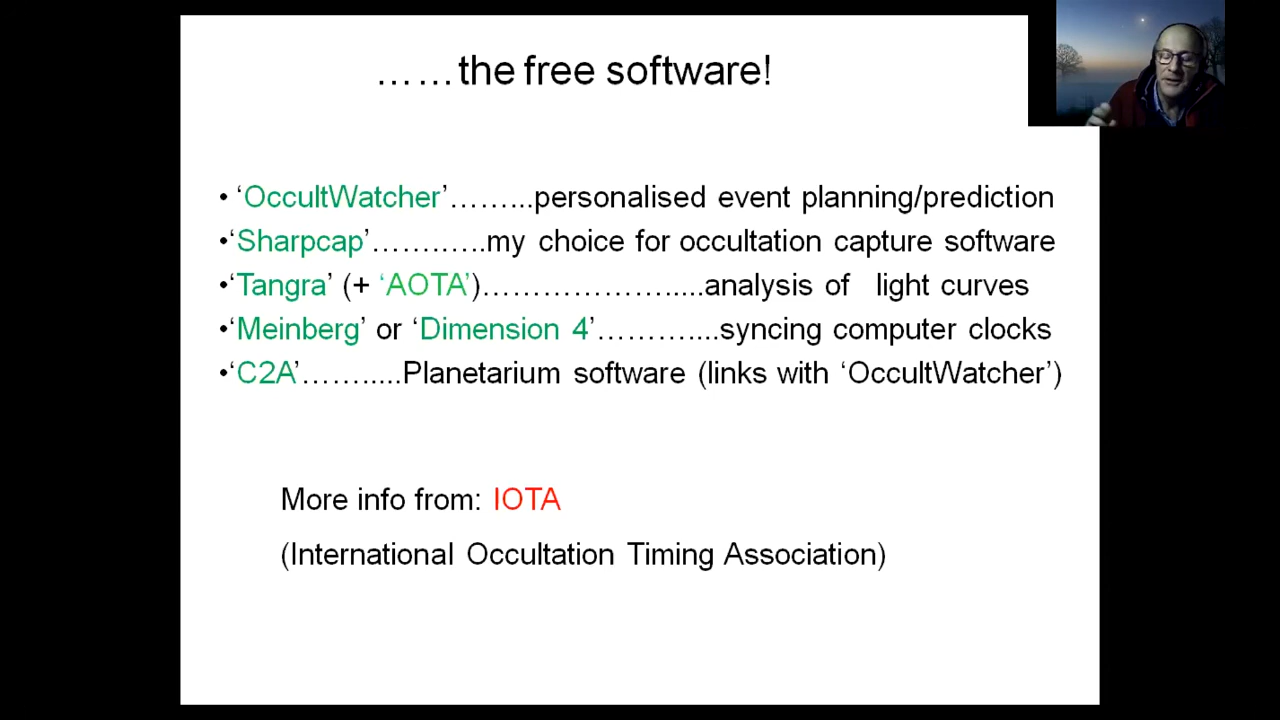 ……the free software!
• ‘OccultWatcher’……...personalised event planning/prediction
•‘Sharpcap’…….…..my choice for occultation capture software
•‘Tangra’ (+ ‘AOTA’)……………….....analysis of light curves
•‘Meinberg’ or ‘Dimension 4’………....syncing computer clocks
•‘C2A’…….....Planetarium software (links with ‘OccultWatcher’)
More info from: IOTA
(International Occultation Timing Association)